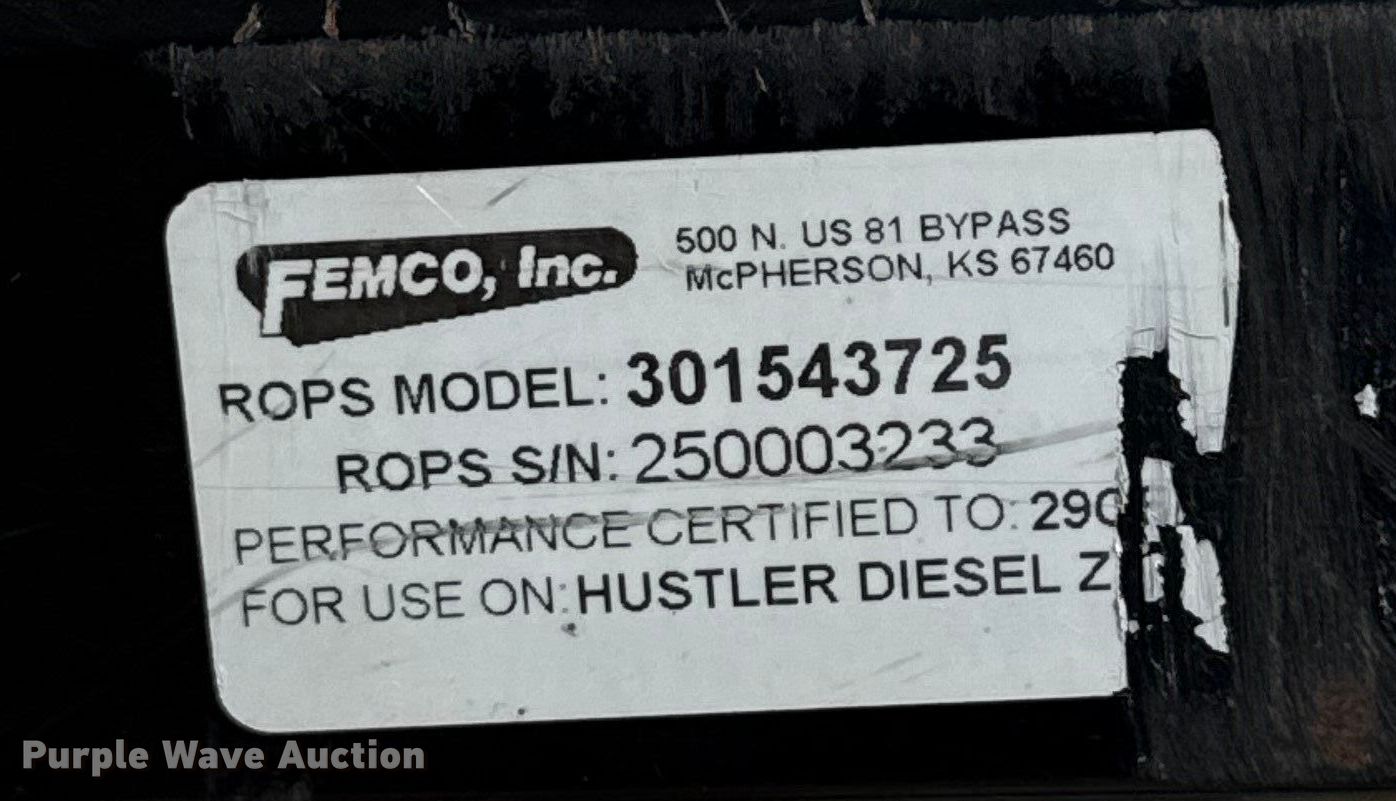 FEMCO, Inc.
500 N. US 81 BYPASS
McPHERSON, KS 67460
ROPS MODEL: 301543725
ROPS S/N: 250003233
PERFORMANCE CERTIFIED TO:
FOR USE ON: HUSTLER DIESEL Z
Purple Wave Auction